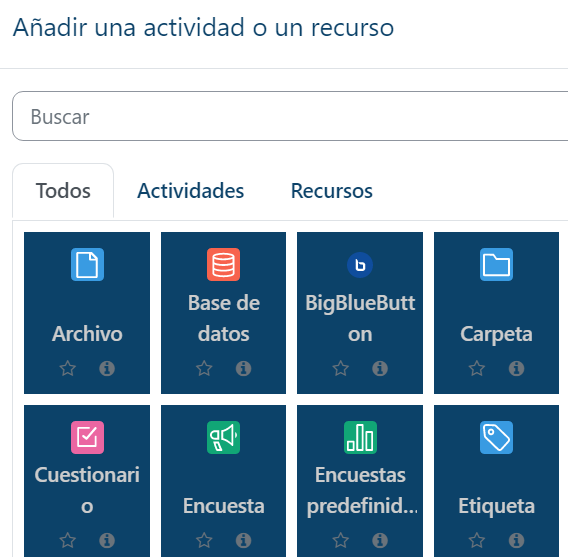 Añadir una actividad o un recurso
Buscar
Todos Actividades Recursos
Archivo
Base de
datos
BigBlueButt
on
Carpeta
Cuestionari
o
Encuesta
Encuestas
predefinid...
Etiqueta